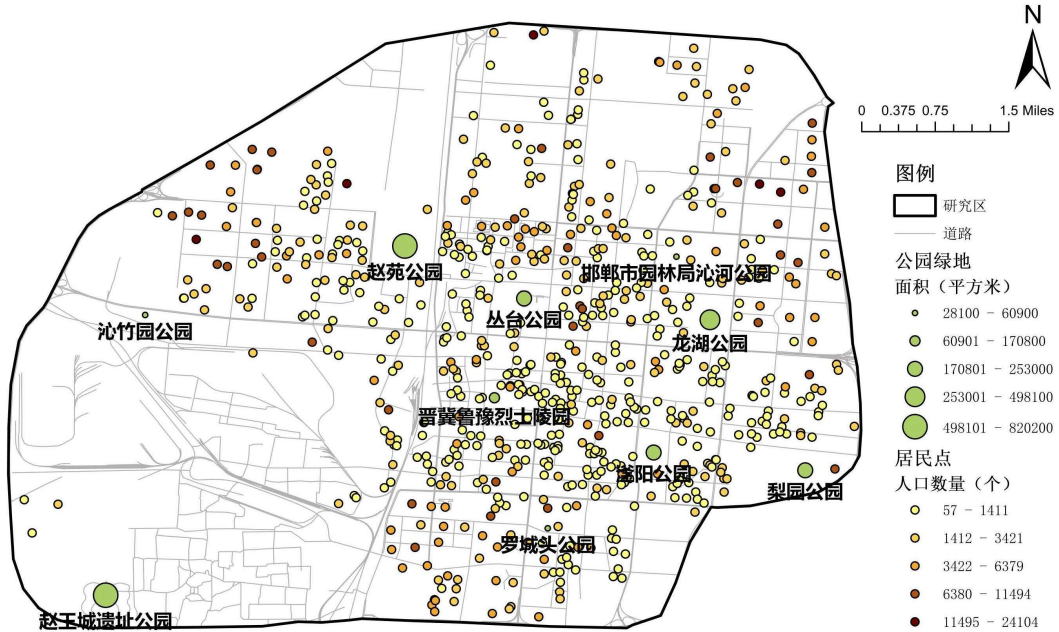 N
0 0.375 0.75 1.5 Miles
图例
研究区
道路
公园绿地
面积（平方米）
28100 - 60900
60901 - 170800
170801 - 253000
253001 - 498100
498101 - 820200
居民点
人口数量（个）
57 - 1411
1412 - 3421
3422 - 6379
6380 - 11494
11495 - 24104
赵苑公园
邯郸市园林局沁河公园
沁竹园公园
丛台公园
龙湖公园
晋冀鲁豫烈士陵园
滏阳公园
梨园公园
罗城头公园
赵王城遗址公园